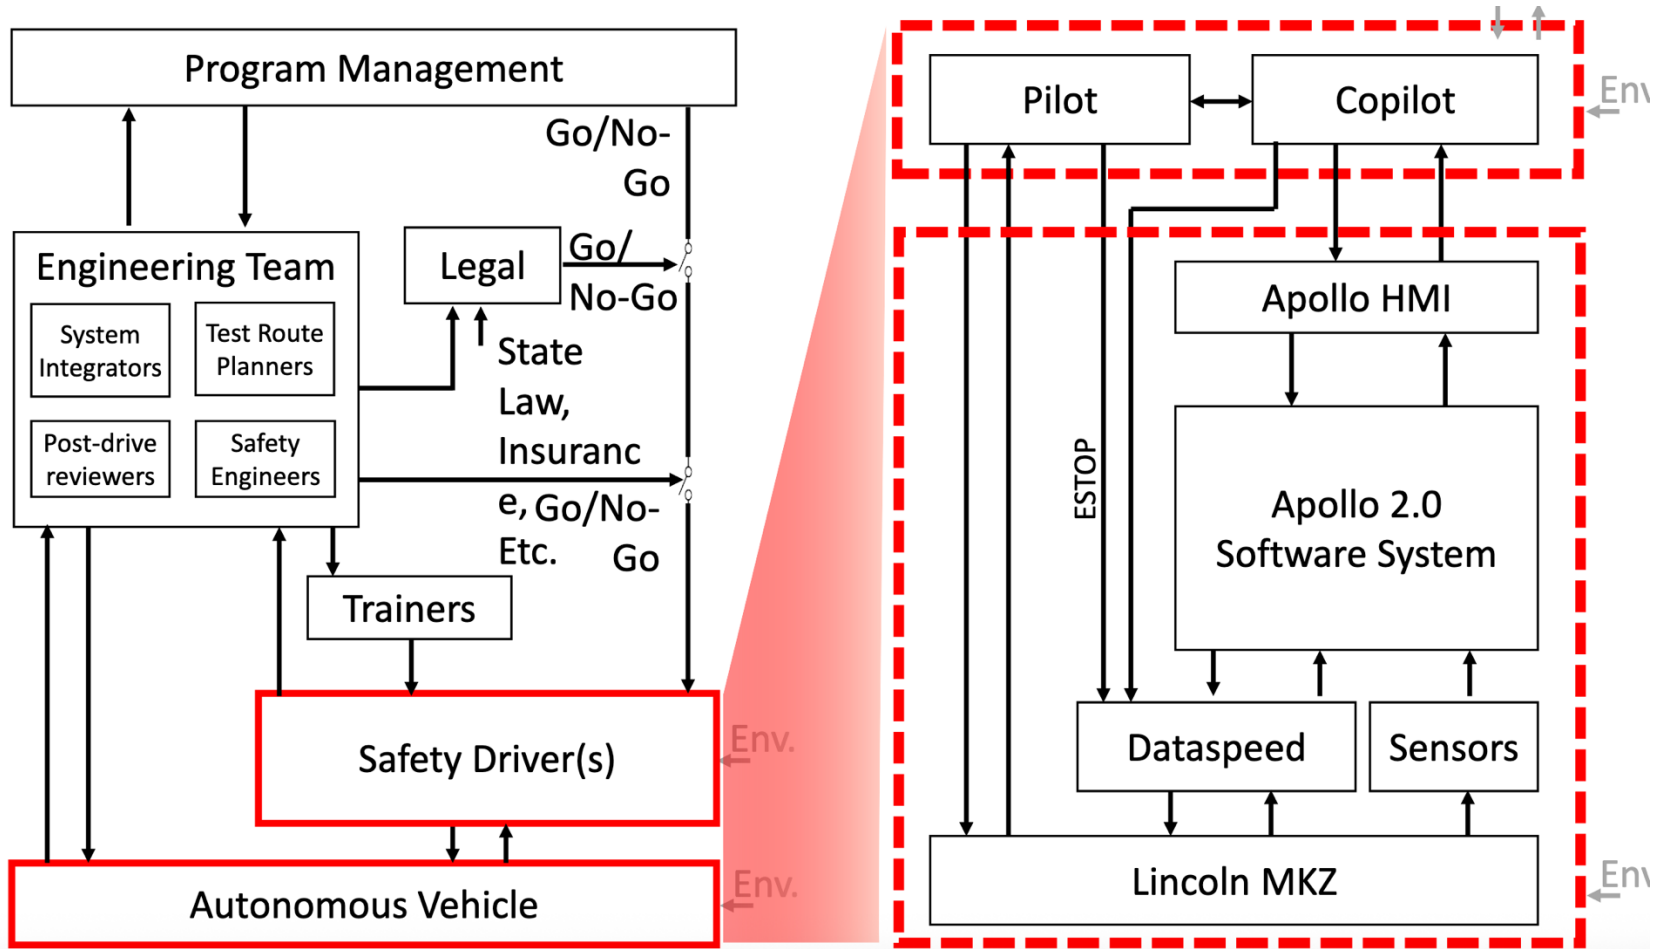 Program Management
Go/No-
Go
Engineering Team
System
Integrators
Test Route
Planners
Post-drive
reviewers
Safety
Engineers
Legal
Go/
No-Go
State
Law,
Insuranc
e,
Etc.
Go/No-
Go
Trainers
Safety Driver(s)
Env.
Autonomous Vehicle
Env.
Pilot
Copilot
Env
Apollo HMI
ESTOP
Apollo 2.0
Software System
Dataspeed
Sensors
Lincoln MKZ
Env